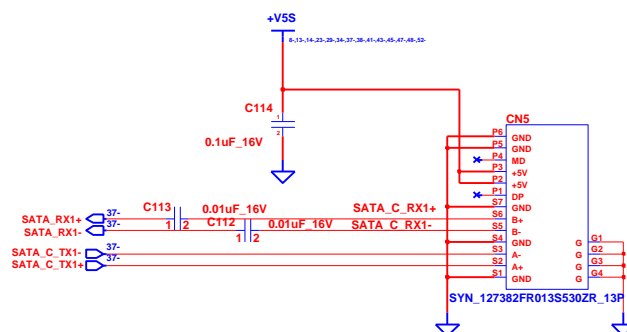 +V5S
8-,13-,14-,23-,29-,34-,37-,38-,41-,43-,45-,47-,48-,52-
C114
1
2
0.1uF_16V
CN5
P6 GND
P5 GND
P4 MD
P3 +5V
P2 +5V
P1 DP
S7 GND
S6 B+
S5 B-
S4 GND
S3 A-
S2 A+
S1 GND
G G1
G G2
G G3
G G4
SYN_127382FR013S530ZR_13P
SATA_RX1+ 37- C113 1 2 0.01uF_16V SATA_C_RX1+
SATA_RX1- 37- C112 1 2 0.01uF_16V SATA_C_RX1-
SATA_C_TX1- 37-
SATA_C_TX1+ 37-